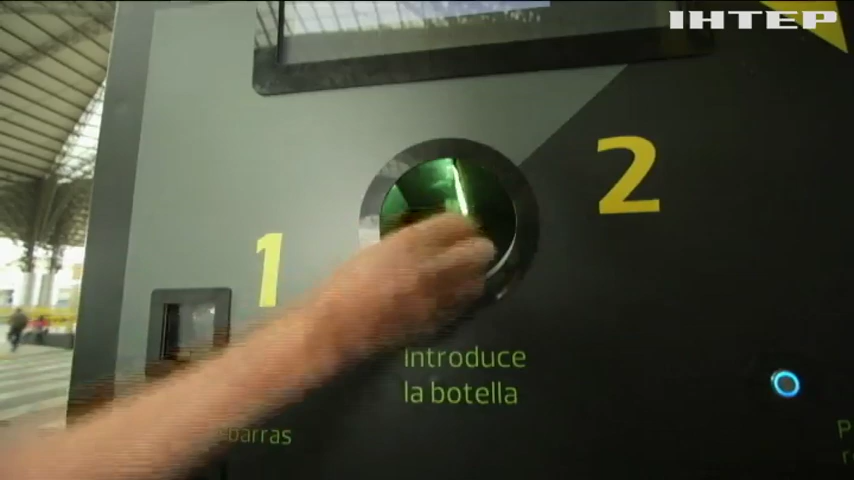 ІНТЕР
1
2
introduce
la botella
barras
P
r